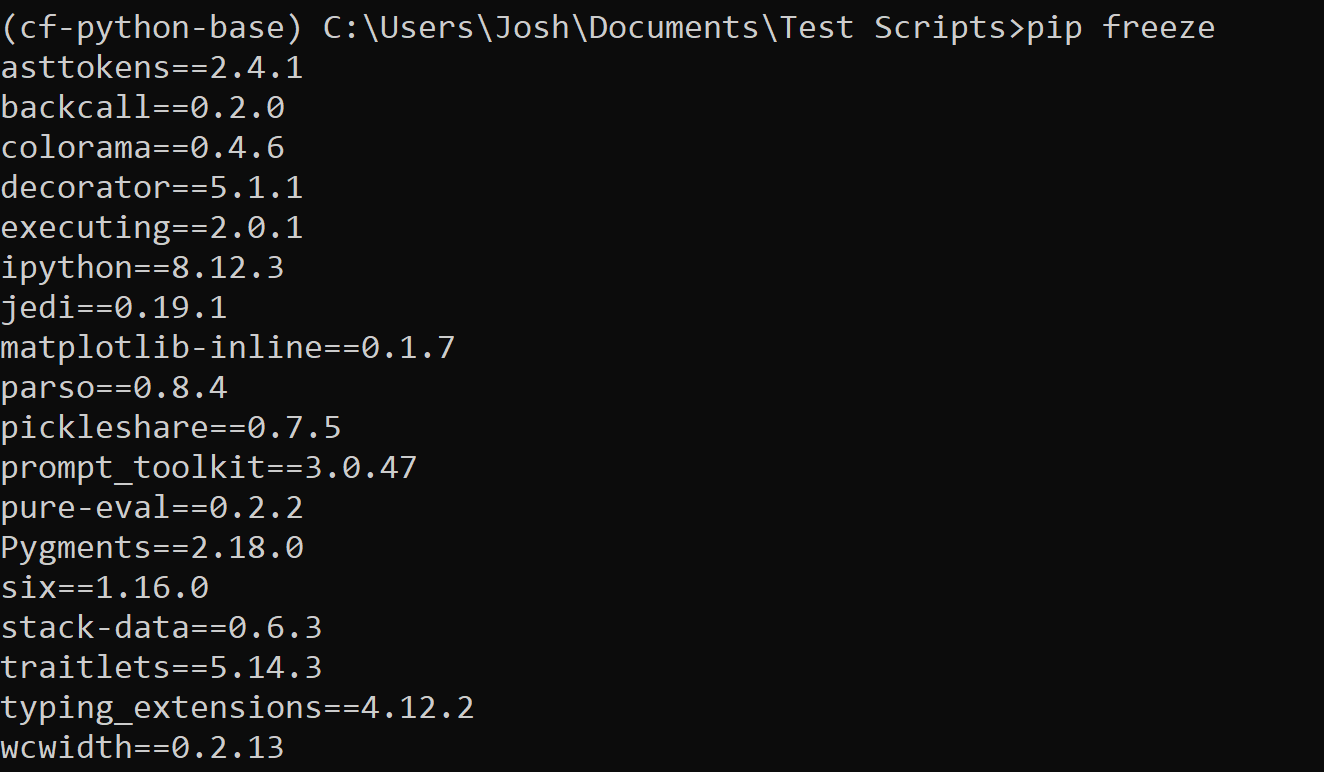 (cf-python-base) C:\Users\Josh\Documents\Test Scripts>pip freeze
asttokens==2.4.1
backcall==0.2.0
colorama==0.4.6
decorator==5.1.1
executing==2.0.1
ipython==8.12.3
jedi==0.19.1
matplotlib-inline==0.1.7
parso==0.8.4
pickleshare==0.7.5
prompt_toolkit==3.0.47
pure-eval==0.2.2
Pygments==2.18.0
six==1.16.0
stack-data==0.6.3
traitlets==5.14.3
typing_extensions==4.12.2
wcwidth==0.2.13